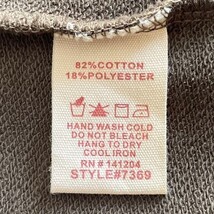 82%COTTON
18%POLYESTER
HAND WASH COLD
DO NOT BLEACH
HANG TO DRY
COOL IRON
RN # 141204
STYLE#7369